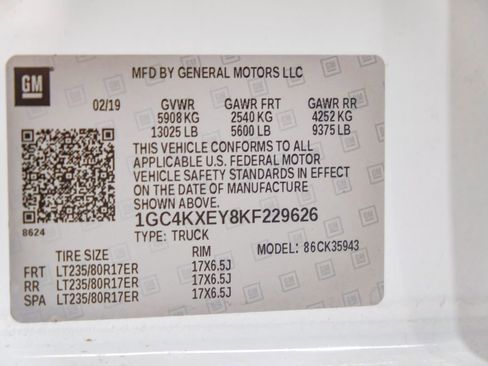 GM
MFD BY GENERAL MOTORS LLC
02/19 GVWR GAWR FRT GAWR RR
5908 KG 2540 KG 4252 KG
13025 LB 5600 LB 9375 LB
THIS VEHICLE CONFORMS TO ALL
APPLICABLE U.S. FEDERAL MOTOR
VEHICLE SAFETY STANDARDS IN EFFECT
ON THE DATE OF MANUFACTURE
SHOWN ABOVE.
8624
1GC4KXEY8KF229626
TYPE: TRUCK
MODEL: 86CK35943
TIRE SIZE RIM
FRT LT235/80R17ER 17X6.5J
RR LT235/80R17ER 17X6.5J
SPA LT235/80R17ER 17X6.5J